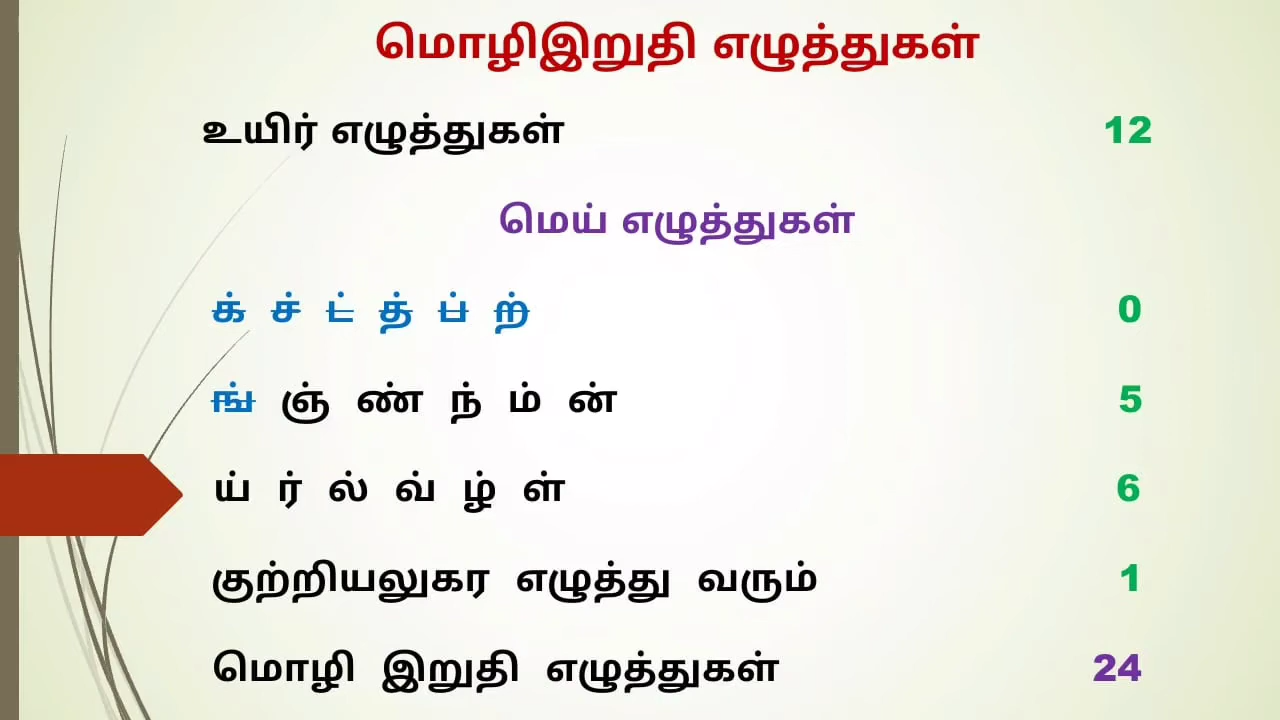 மொழிஇறுதி எழுத்துகள்
உயிர் எழுத்துகள் 12
மெய் எழுத்துகள்
க் ச் ட் த் ப் ற் 0
ங் ஞ் ண் ந் ம் ன் 5
ய் ர் ல் வ் ழ் ள் 6
குற்றியலுகர எழுத்து வரும் 1
மொழி இறுதி எழுத்துகள் 24